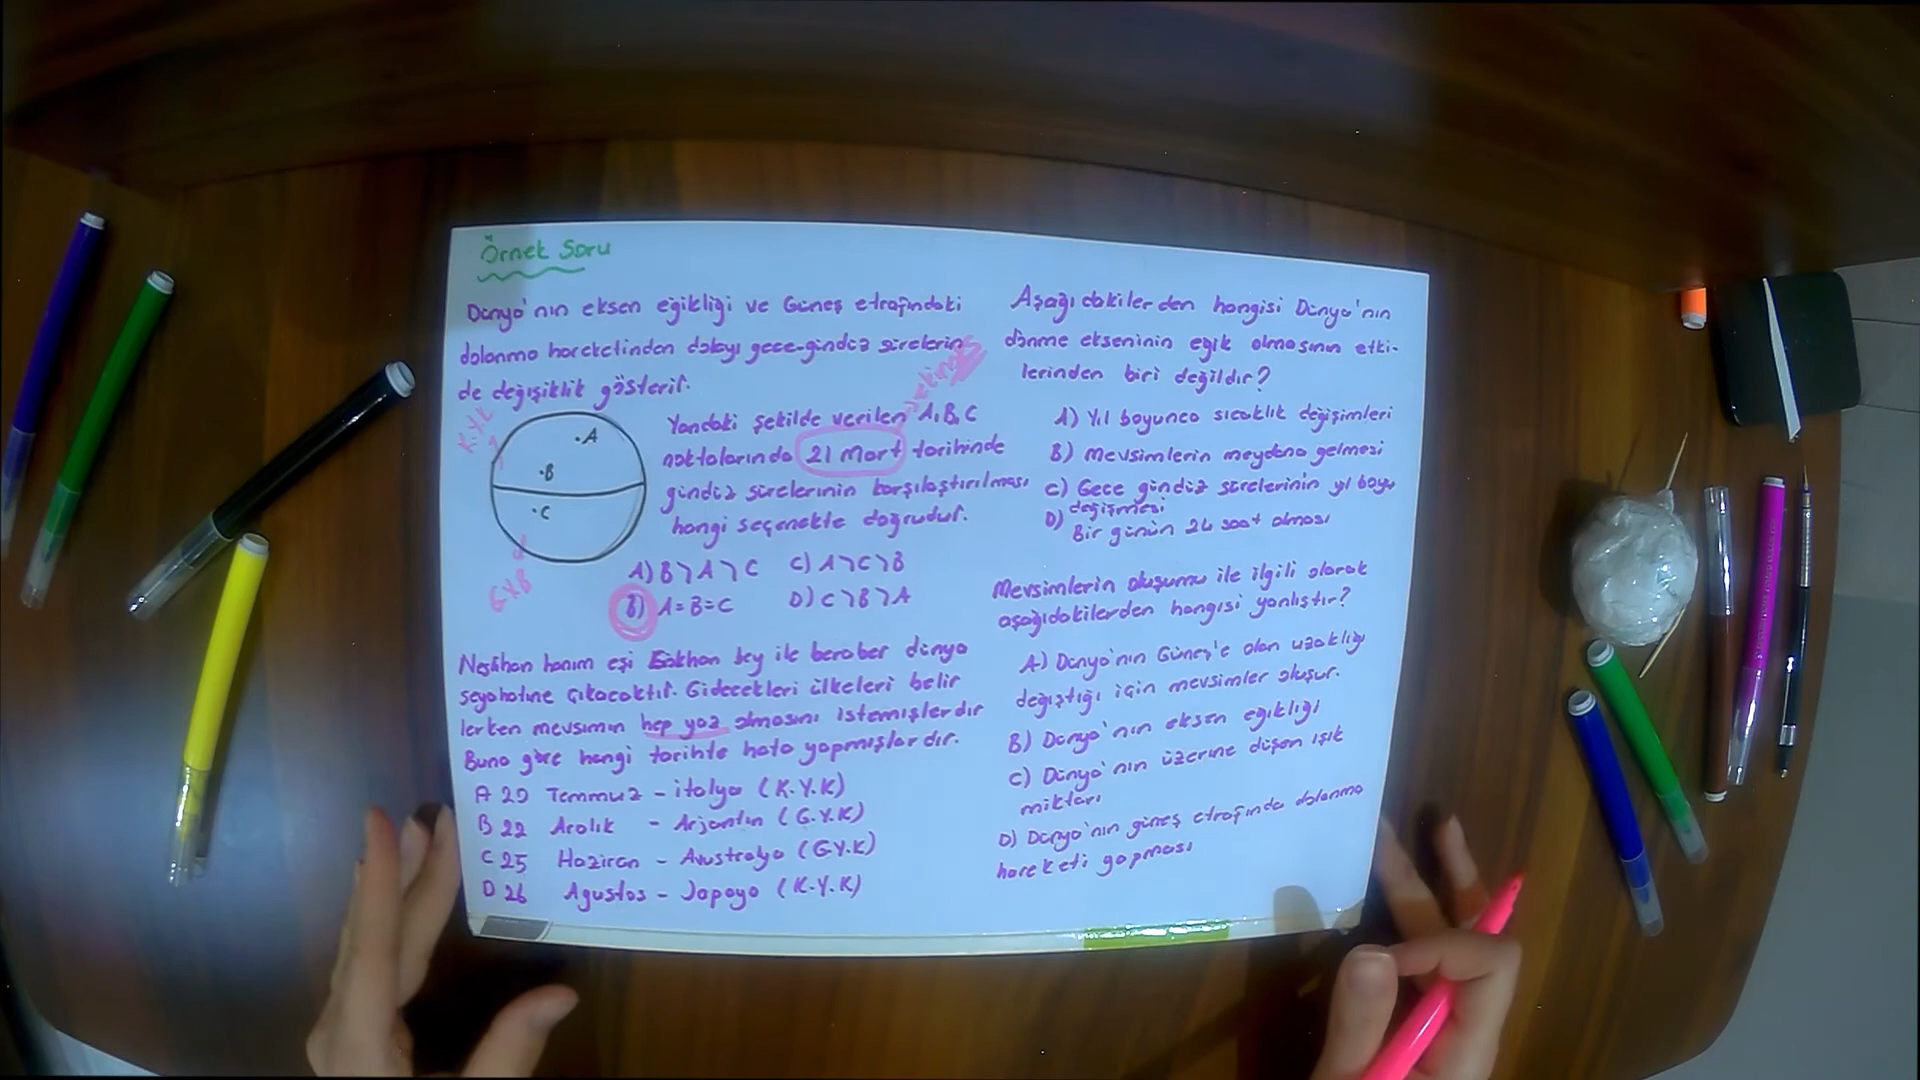 Örnek Soru
Dünya'nın eksen eğikliği ve Güneş etrafındaki
dolanma hareketinden dolayı gece-gündüz sürelerin
de değişiklik gösterir.
K.Y.K
A
B
C
G.Y.K
Yandaki şekilde verilen A, B, C
noktalarında 21 Mart tarihinde
gündüz sürelerinin karşılaştırılması
hangi seçenekte doğrudur.
A) B > A > C C) A > C > B
B) A = B = C D) C > B > A
Neslihan hanım eşi Gökhan bey ile beraber dünya
seyahatine çıkacaktır. Gidecekleri ülkeleri belir
lerken mevsimin hep yaz olmasını istemişlerdir
Buna göre hangi tarihte hata yapmışlardır.
A 20 Temmuz - italya (K.Y.K)
B 22 Aralık - Arjantin (G.Y.K)
C 25 Haziran - Avustralya (G.Y.K)
D 26 Agustos - Japoya (K.Y.K)
Aşağıdakilerden hangisi Dünya'nın
dönme ekseninin eğik olmasının etki-
lerinden biri değildir?
A) Yıl boyunca sıcaklık değişimleri
B) Mevsimlerin meydana gelmesi
C) Gece gündüz sürelerinin yıl boyu
değişmesi
D) Bir günün 24 saat olması
Mevsimlerin oluşumu ile ilgili olarak
aşağıdakilerden hangisi yanlıştır?
A) Dünya'nın Güneş'e olan uzaklığı
değiştiği için mevsimler oluşur.
B) Dünya'nın eksen eğikliği
C) Dünya'nın üzerine düşen ışık
miktarı
D) Dünya'nın güneş etrafında dolanma
hareketi yapması